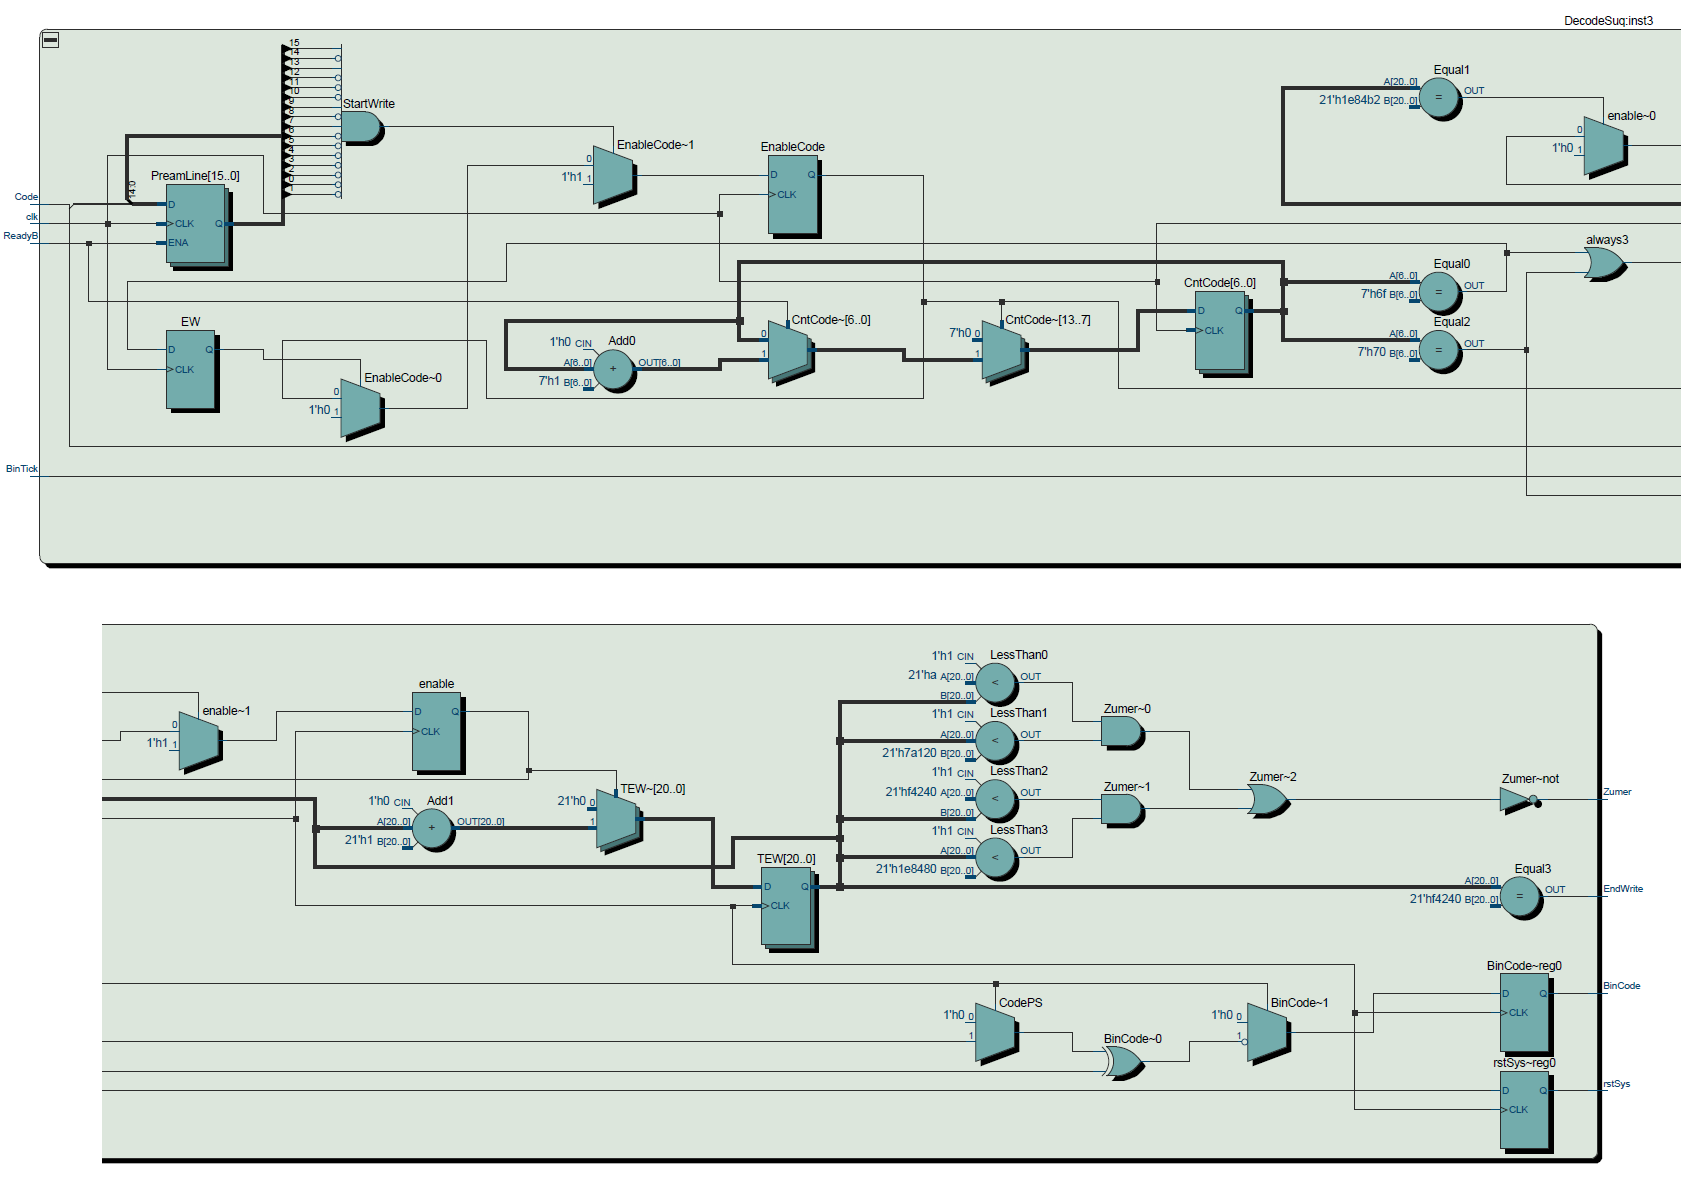 DecodeSuq:inst3
15
14
13
12
11
10
9
8
7
6
5
4
3
2
1
StartWrite
EnableCode~1
0
1'h1 1
EnableCode
D Q
CLK
Equal1
A[20..0]
21'h1e84b2 B[20..0]
= OUT
enable~0
0
1'h0 1
PreamLine[15..0]
14:0
D
CLK Q
ENA
Code
clk
ReadyB
always3
Equal0
A[6..0]
7'h6f B[6..0]
= OUT
CntCode[6..0]
D Q
CLK
Equal2
A[6..0]
7'h70 B[6..0]
= OUT
EW
D Q
CLK
EnableCode~0
0
1'h0 1
Add0
1'h0 CIN
A[6..0] + OUT[6..0]
7'h1 B[6..0]
CntCode~[6..0]
0
1
CntCode~[13..7]
7'h0 0
1
BinTick
enable~1
0
1'h1 1
enable
D Q
CLK
Add1
1'h0 CIN
A[20..0] + OUT[20..0]
21'h1 B[20..0]
TEW~[20..0]
21'h0 0
1
TEW[20..0]
D Q
CLK
LessThan0
1'h1 CIN
21'ha A[20..0] < OUT
B[20..0]
LessThan1
1'h1 CIN
A[20..0] < OUT
21'h7a120 B[20..0]
LessThan2
1'h1 CIN
21'hf4240 A[20..0] < OUT
B[20..0]
LessThan3
1'h1 CIN
A[20..0] < OUT
21'h1e8480 B[20..0]
Zumer~0
Zumer~1
Zumer~2
Zumer~not
Zumer
Equal3
A[20..0]
21'hf4240 B[20..0]
= OUT
EndWrite
CodePS
1'h0 0
1
BinCode~0
BinCode~1
1'h0 0
1
BinCode~reg0
D Q
CLK
BinCode
rstSys~reg0
D Q
CLK
rstSys